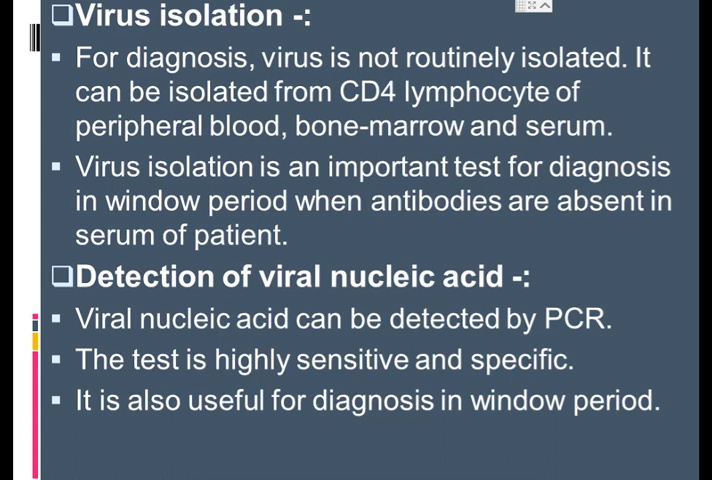 ❑Virus isolation -:
▪ For diagnosis, virus is not routinely isolated. It
can be isolated from CD4 lymphocyte of
peripheral blood, bone-marrow and serum.
▪ Virus isolation is an important test for diagnosis
in window period when antibodies are absent in
serum of patient.
❑Detection of viral nucleic acid -:
▪ Viral nucleic acid can be detected by PCR.
▪ The test is highly sensitive and specific.
▪ It is also useful for diagnosis in window period.